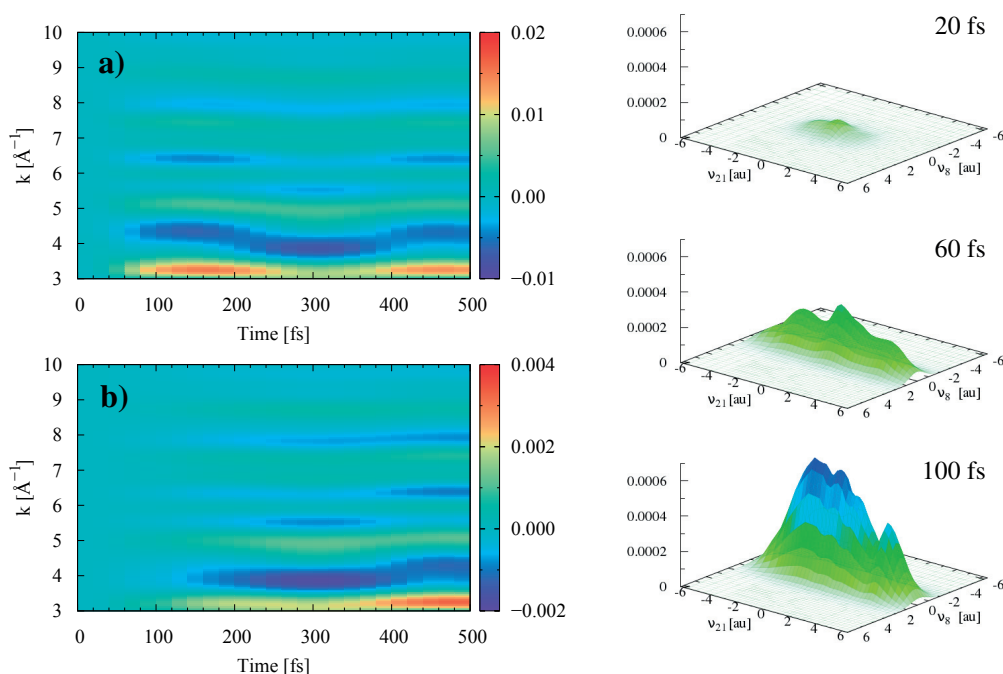 a)
10
9
8
7
6
5
4
3
k [Å⁻¹]
0 100 200 300 400 500
Time [fs]
0.02
0.01
0.00
−0.01
b)
10
9
8
7
6
5
4
3
k [Å⁻¹]
0 100 200 300 400 500
Time [fs]
0.004
0.002
0.000
−0.002
20 fs
0.0006
0.0004
0.0002
0
-6 -4 -2 0 2 4 6
ν₂₁[au]
6 4 2 0 -2 -4 -6
ν₈ [au]
60 fs
0.0006
0.0004
0.0002
0
-6 -4 -2 0 2 4 6
ν₂₁[au]
6 4 2 0 -2 -4 -6
ν₈ [au]
100 fs
0.0006
0.0004
0.0002
0
-6 -4 -2 0 2 4 6
ν₂₁[au]
6 4 2 0 -2 -4 -6
ν₈ [au]